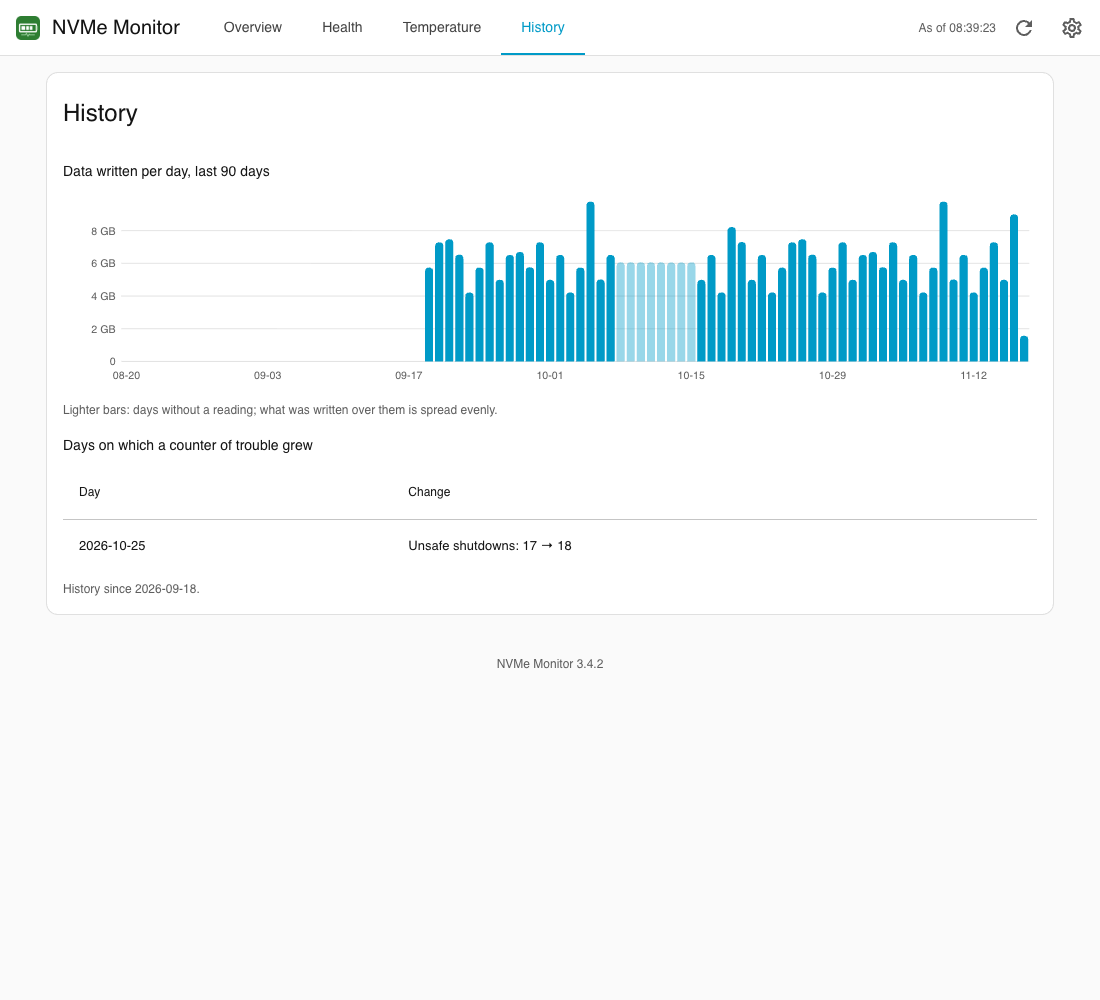 NVMe Monitor
Overview
Health
Temperature
History
As of 08:39:23
History
Data written per day, last 90 days
8 GB
6 GB
4 GB
2 GB
0
08-20 09-03 09-17 10-01 10-15 10-29 11-12
Lighter bars: days without a reading; what was written over them is spread evenly.
Days on which a counter of trouble grew
Day Change
2026-10-25 Unsafe shutdowns: 17 → 18
History since 2026-09-18.
NVMe Monitor 3.4.2